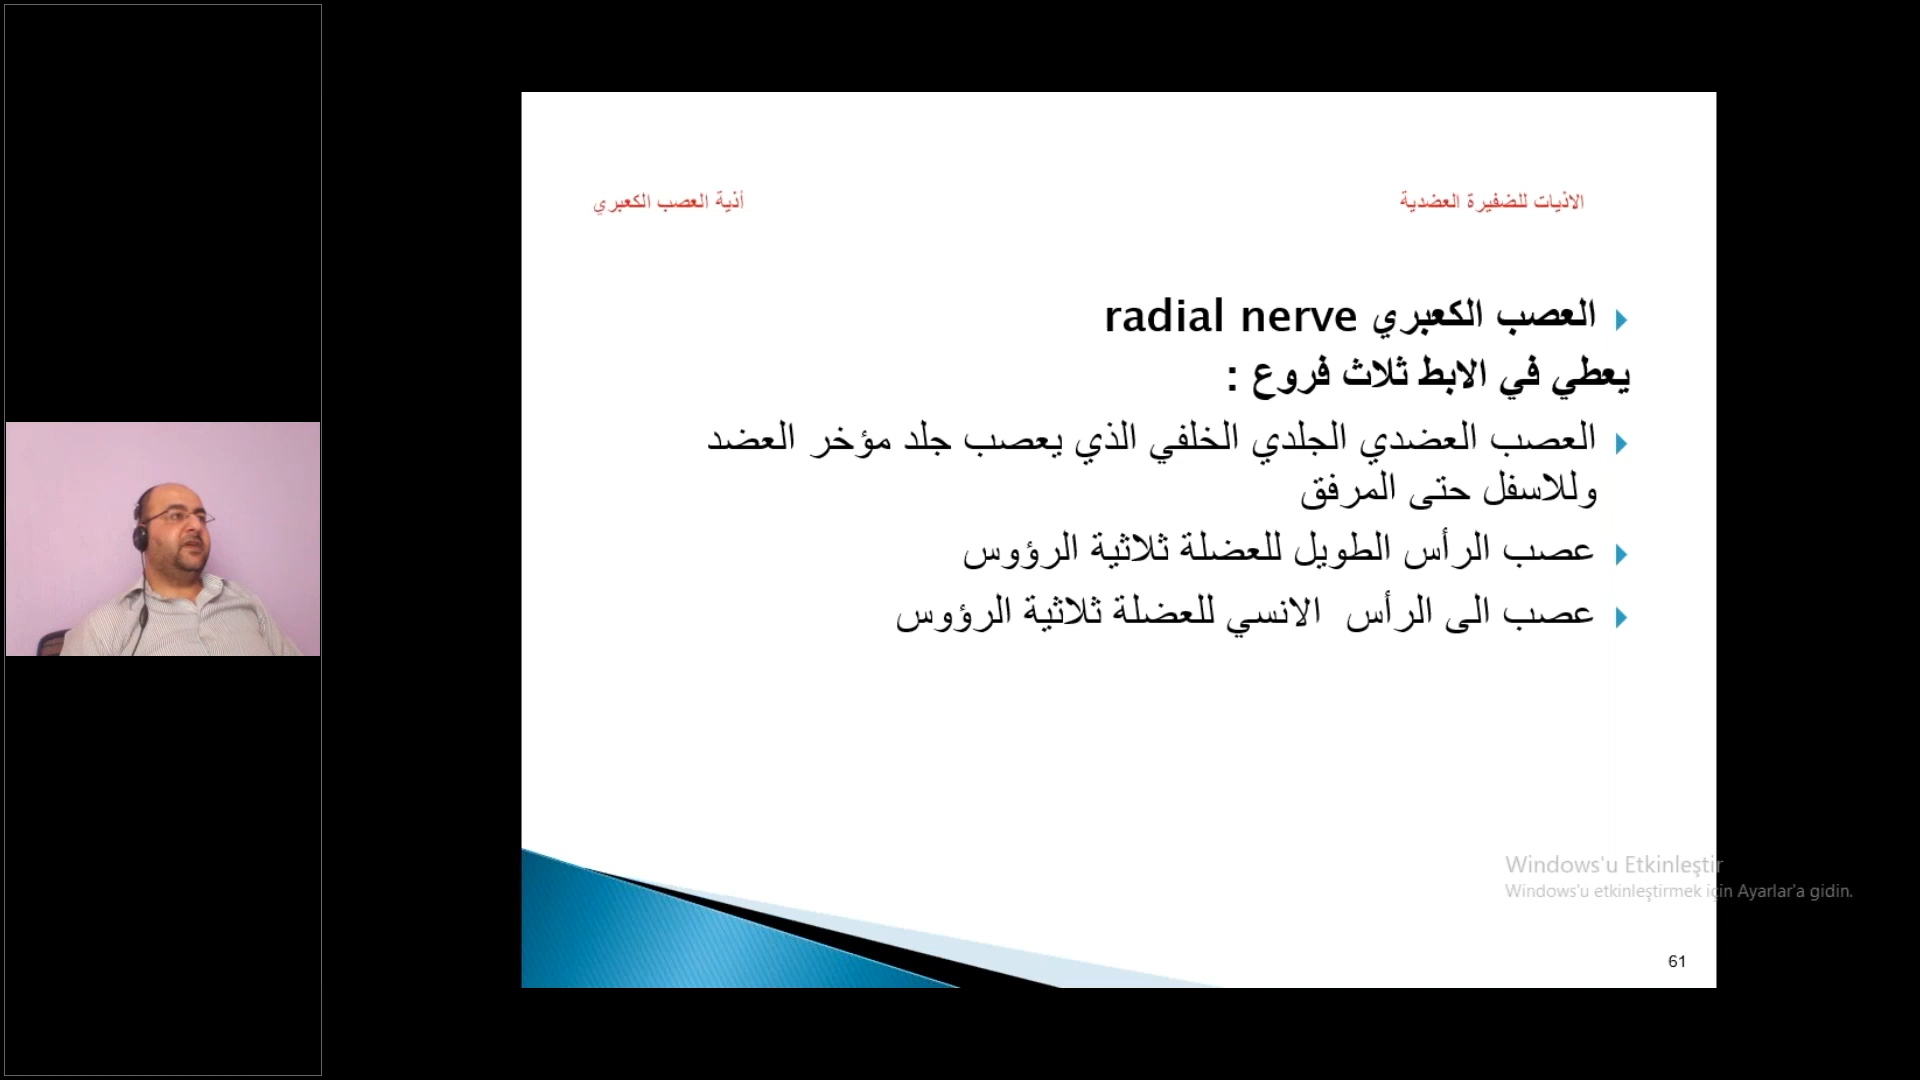 الاذيات للضفيرة العضدية
أذية العصب الكعبري
العصب الكعبري radial nerve
يعطي في الابط ثلاث فروع :
العصب العضدي الجلدي الخلفي الذي يعصب جلد مؤخر العضد
وللاسفل حتى المرفق
عصب الرأس الطويل للعضلة ثلاثية الرؤوس
عصب الى الرأس الانسي للعضلة ثلاثية الرؤوس
Windows'u Etkinleştir
Windows'u etkinleştirmek için Ayarlar'a gidin.
61